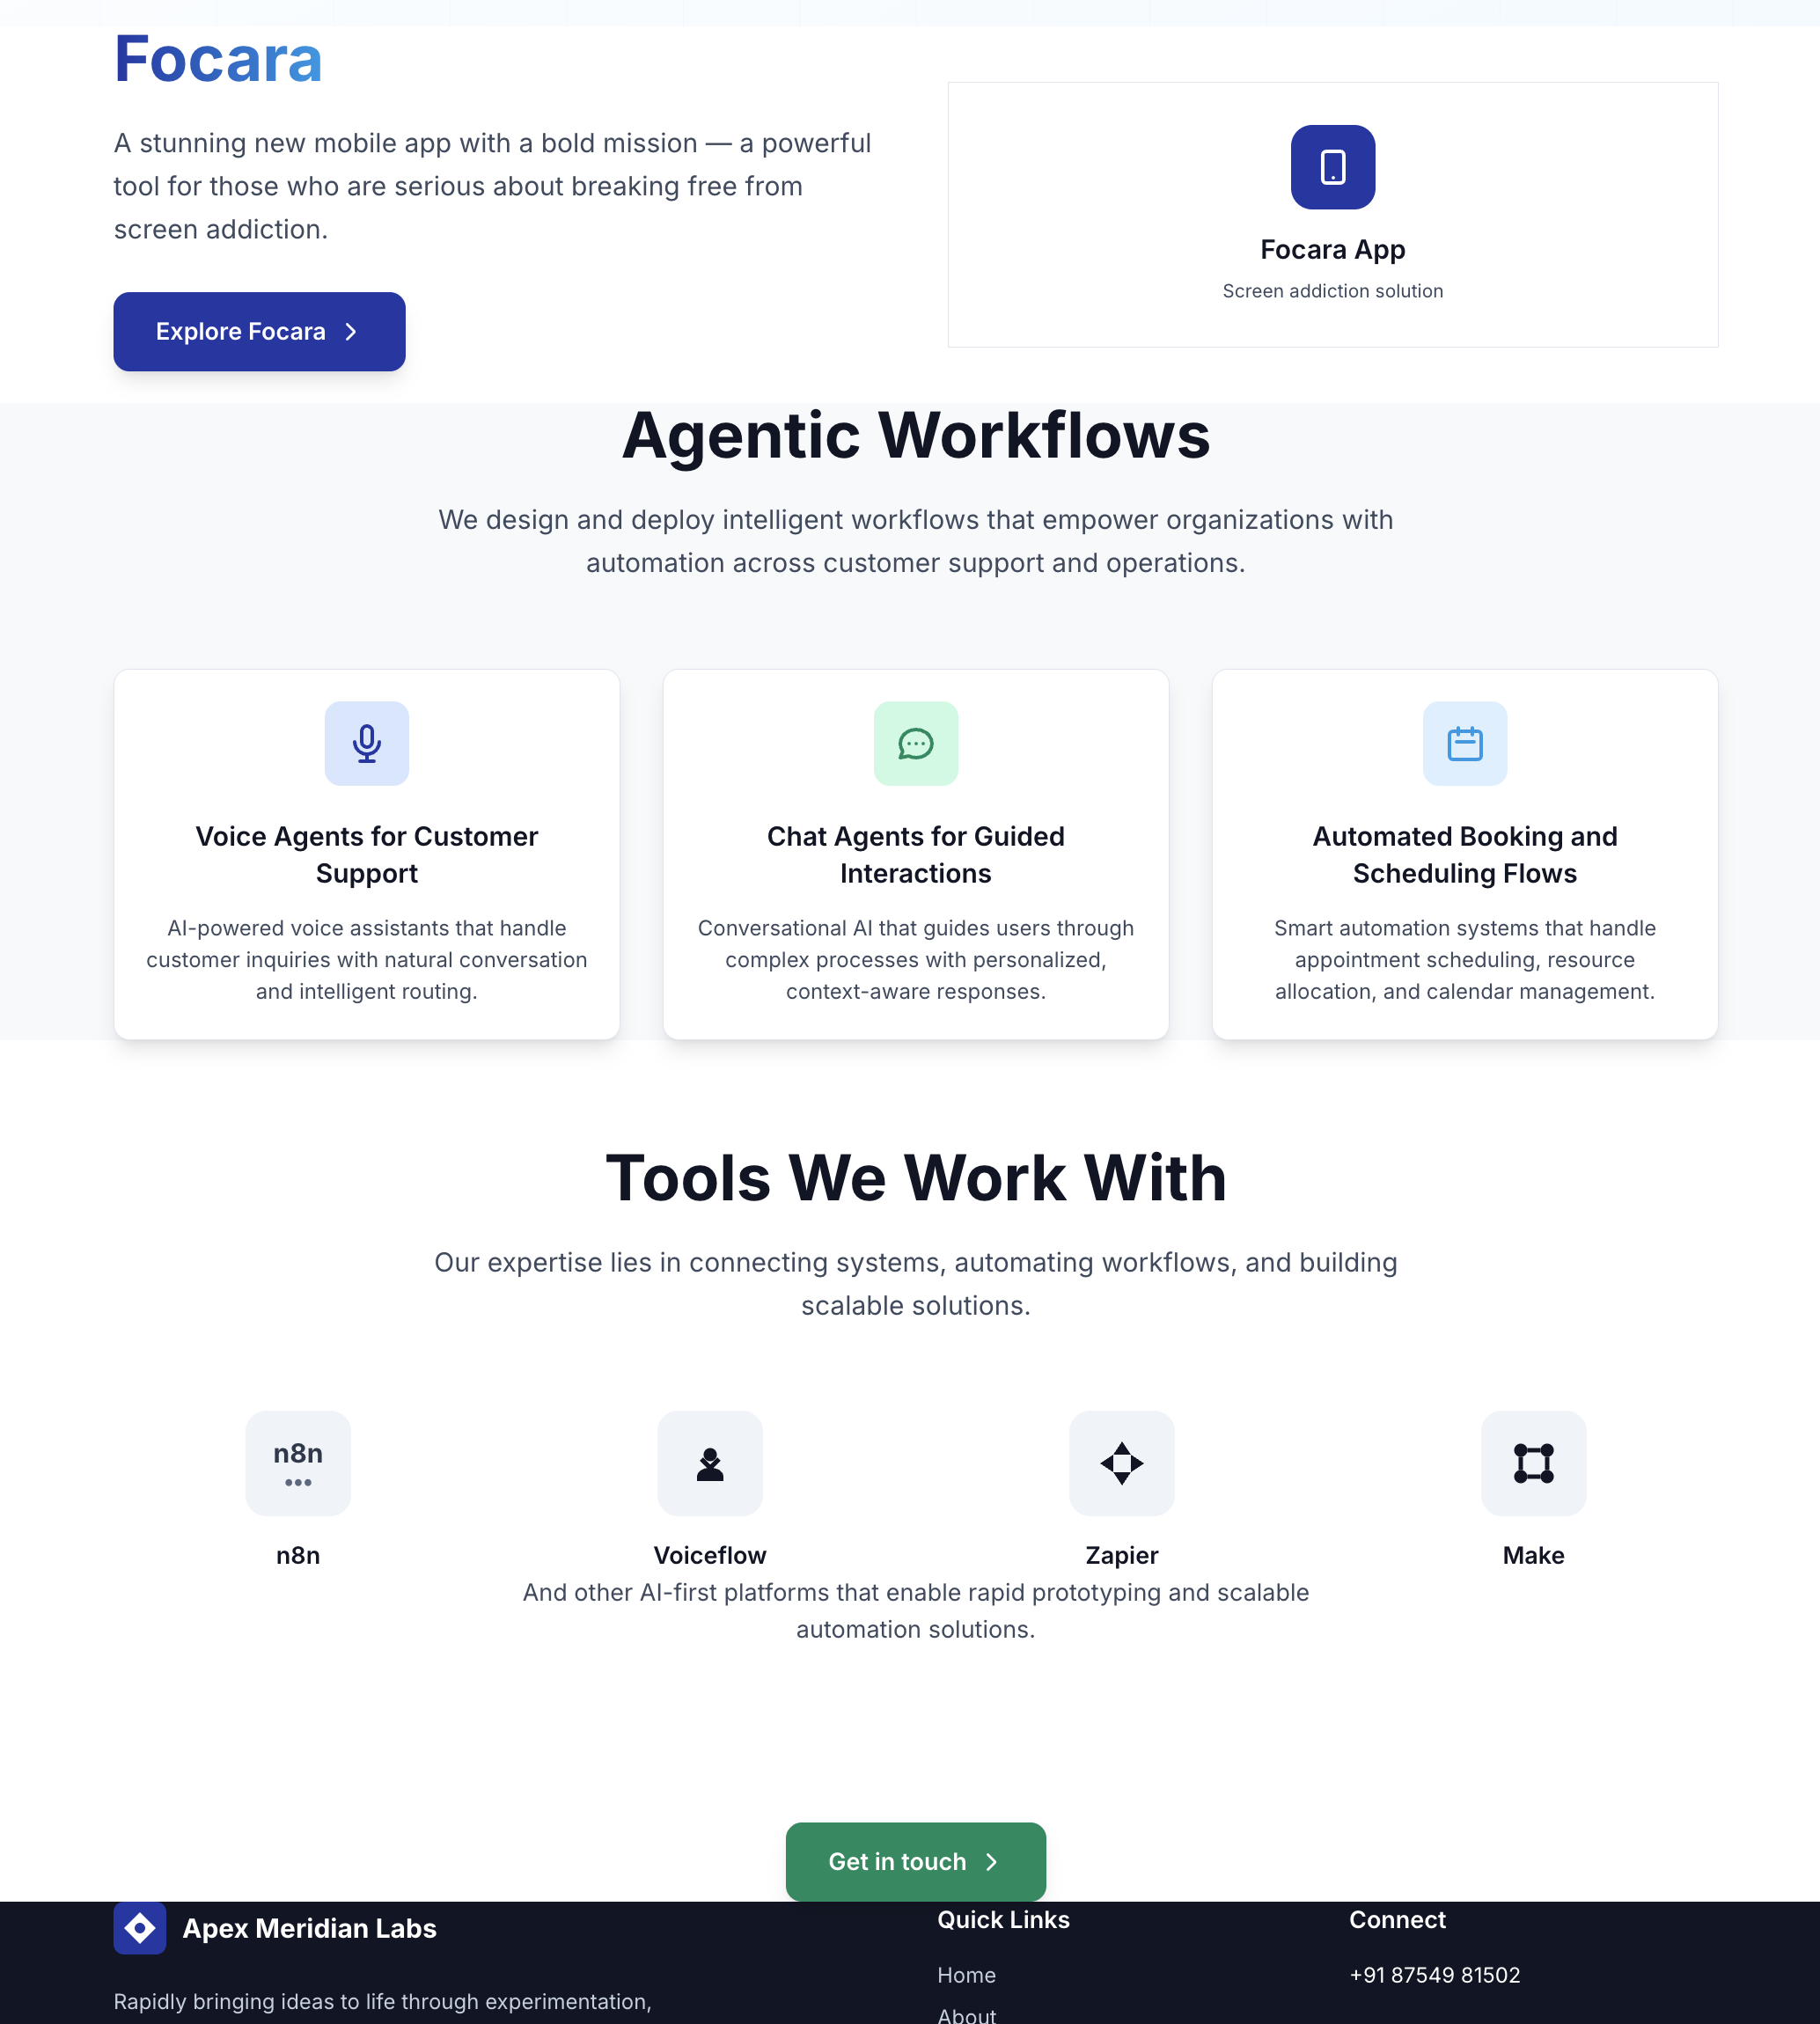 Focara
A stunning new mobile app with a bold mission — a powerful
tool for those who are serious about breaking free from
screen addiction.
Explore Focara
Focara App
Screen addiction solution
Agentic Workflows
We design and deploy intelligent workflows that empower organizations with
automation across customer support and operations.
Voice Agents for Customer
Support
AI-powered voice assistants that handle
customer inquiries with natural conversation
and intelligent routing.
Chat Agents for Guided
Interactions
Conversational AI that guides users through
complex processes with personalized,
context-aware responses.
Automated Booking and
Scheduling Flows
Smart automation systems that handle
appointment scheduling, resource
allocation, and calendar management.
Tools We Work With
Our expertise lies in connecting systems, automating workflows, and building
scalable solutions.
n8n
n8n
Voiceflow
Zapier
Make
And other AI-first platforms that enable rapid prototyping and scalable
automation solutions.
Get in touch
Apex Meridian Labs
Rapidly bringing ideas to life through experimentation,
Quick Links
Home
About
Connect
+91 87549 81502